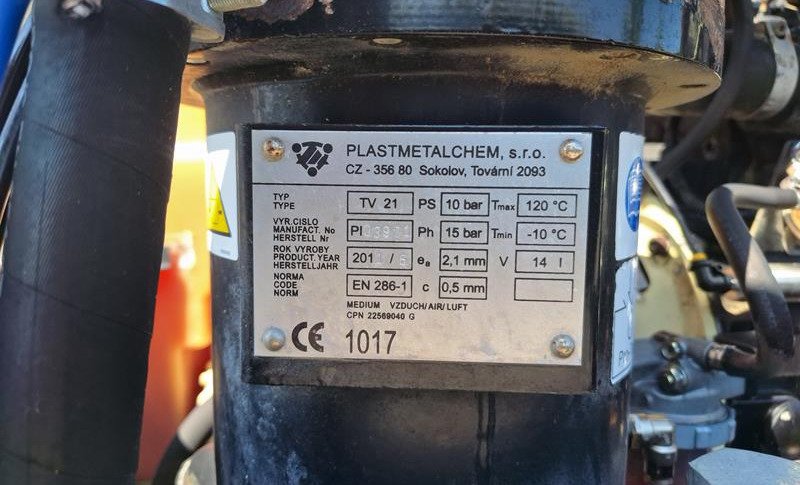 PLASTMETALCHEM, s.r.o.
CZ - 356 80 Sokolov, Tovární 2093
TYP
TYPE
TV 21
PS
10 bar
Tmax
120 °C
VYR.CISLO
MANUFACT. No
HERSTELL Nr
Ph
15 bar
Tmin
-10°C
ROK VYROBY
PRODUCT. YEAR
HERSTELLJAHR
ea
2,1 mm
V
14 l
NORMA
CODE
NORM
EN 286-1
c
0,5 mm
MEDIUM VZDUCH/AIR/LUFT
CPN 22569040 G
CE 1017